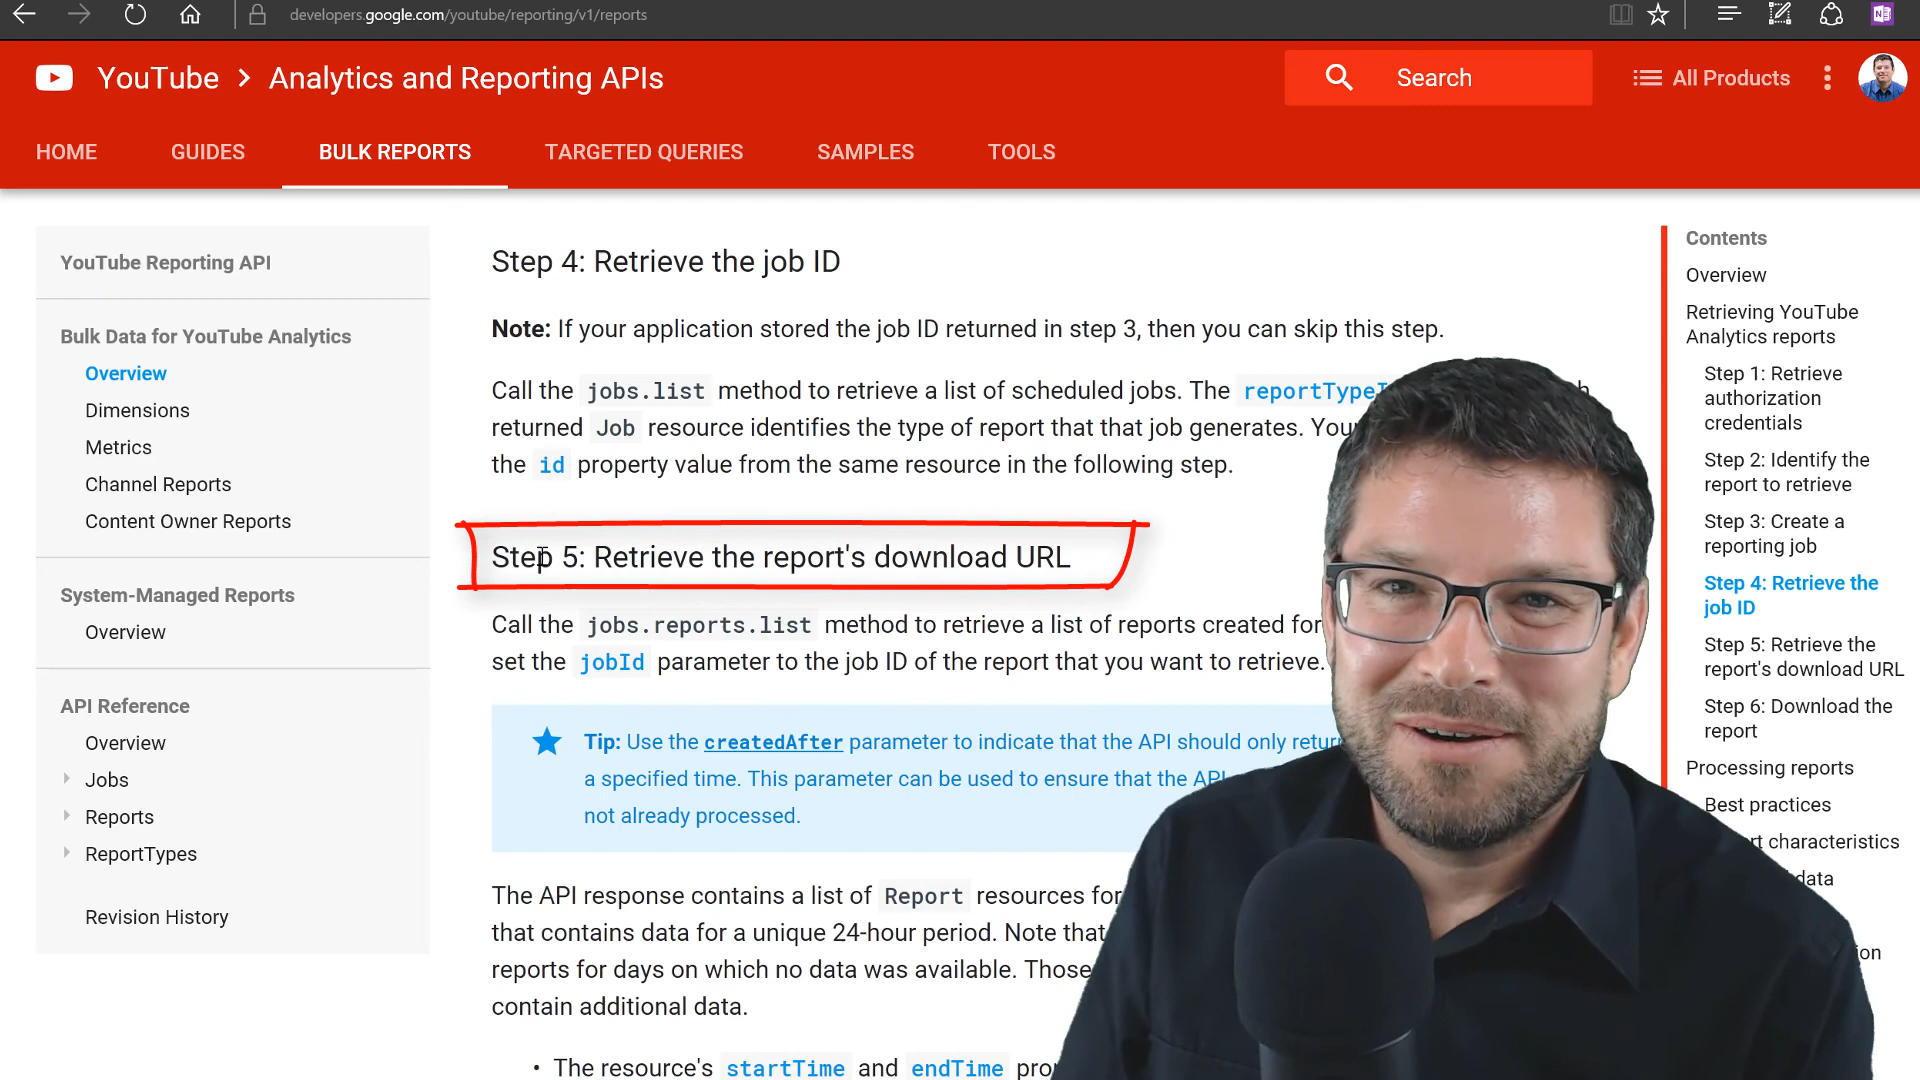 developers.google.com/youtube/reporting/v1/reports
YouTube > Analytics and Reporting APIs
Search
All Products
HOME
GUIDES
BULK REPORTS
TARGETED QUERIES
SAMPLES
TOOLS
YouTube Reporting API
Bulk Data for YouTube Analytics
Overview
Dimensions
Metrics
Channel Reports
Content Owner Reports
System-Managed Reports
Overview
API Reference
Overview
Jobs
Reports
ReportTypes
Revision History
Step 4: Retrieve the job ID
Note: If your application stored the job ID returned in step 3, then you can skip this step.
Call the jobs.list method to retrieve a list of scheduled jobs. The
returned Job resource identifies the type of report that that job generates.
the id property value from the same resource in the following step.
Step 5: Retrieve the report's download URL
Call the jobs.reports.list method to retrieve a list of reports created for
set the jobId parameter to the job ID of the report that you want to retrieve.
Tip: Use the createdAfter parameter to indicate that the API should only
a specified time. This parameter can be used to ensure that the API
not already processed.
The API response contains a list of Report resources for
that contains data for a unique 24-hour period. Note that
reports for days on which no data was available. Those
contain additional data.
• The resource's startTime and endTime
Contents
Overview
Retrieving YouTube
Analytics reports
Step 1: Retrieve
authorization
credentials
Step 2: Identify the
report to retrieve
Step 3: Create a
reporting job
Step 4: Retrieve the
job ID
Step 5: Retrieve the
report's download URL
Step 6: Download the
report
Processing reports
Best practices
characteristics
data